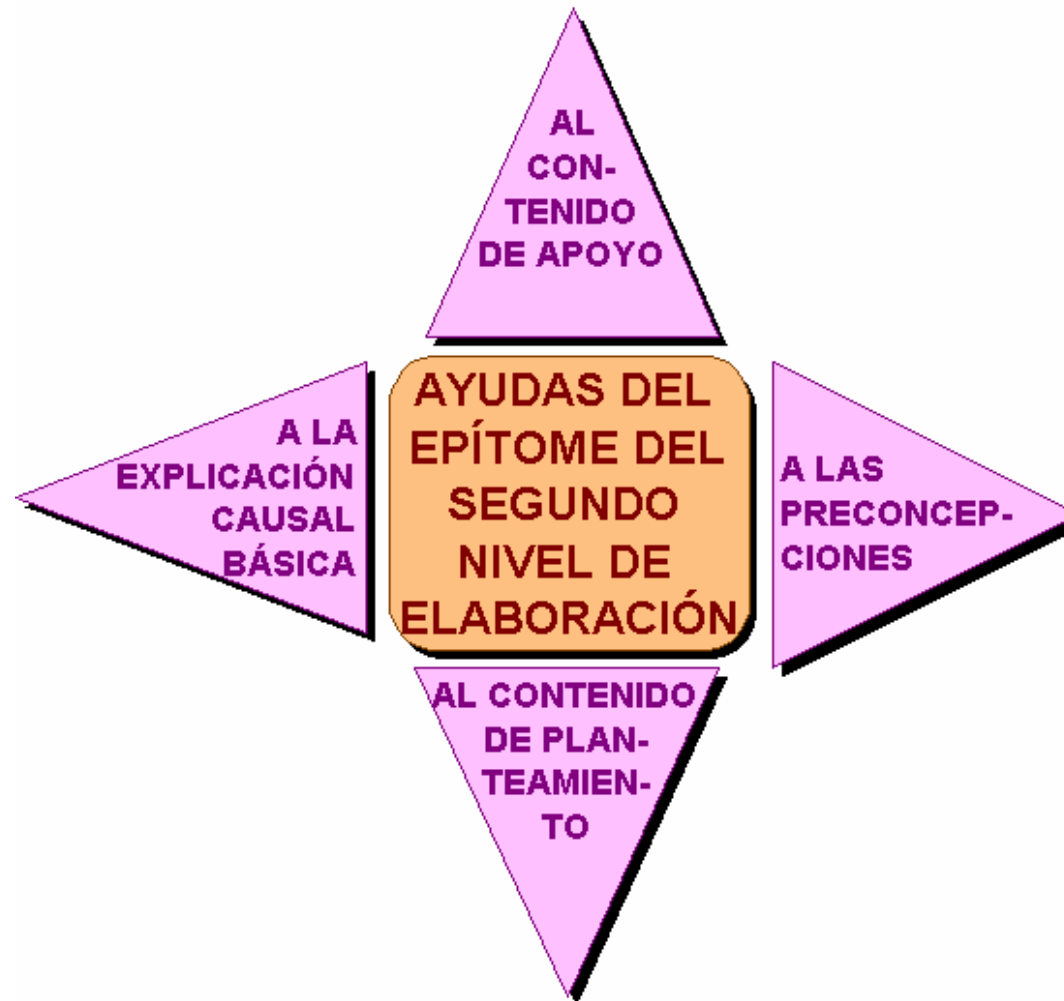 AL
CON-
TENIDO
DE APOYO
A LA
EXPLICACIÓN
CAUSAL
BÁSICA
AYUDAS DEL
EPÍTOME DEL
SEGUNDO
NIVEL DE
ELABORACIÓN
A LAS
PRECONCEP-
CIONES
AL CONTENIDO
DE PLAN-
TEAMIEN-
TO